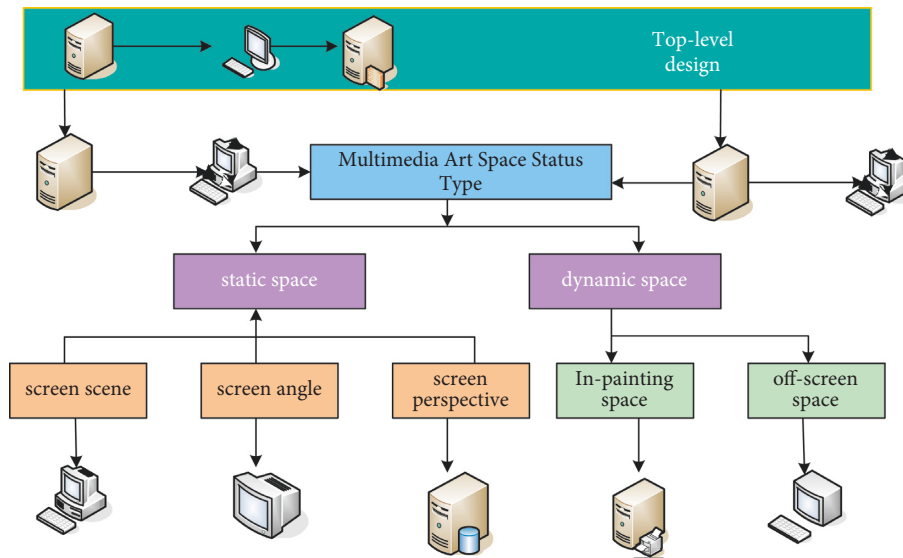 Top-level
design
Multimedia Art Space Status
Type
static space
dynamic space
screen scene
screen angle
screen
perspective
In-painting
space
off-screen
space